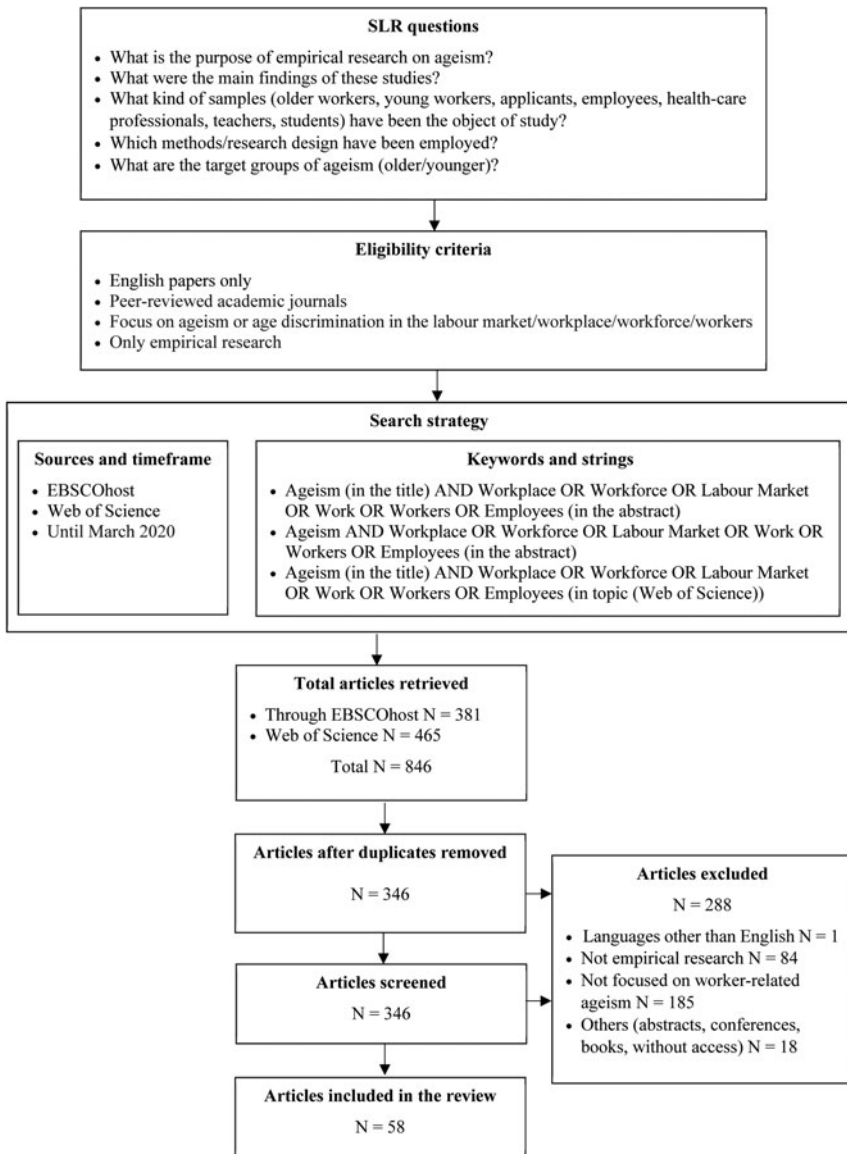 SLR questions
• What is the purpose of empirical research on ageism?
• What were the main findings of these studies?
• What kind of samples (older workers, young workers, applicants, employees, health-care
professionals, teachers, students) have been the object of study?
• Which methods/research design have been employed?
• What are the target groups of ageism (older/younger)?
Eligibility criteria
• English papers only
• Peer-reviewed academic journals
• Focus on ageism or age discrimination in the labour market/workplace/workforce/workers
• Only empirical research
Search strategy
Sources and timeframe
• EBSCOhost
• Web of Science
• Until March 2020
Keywords and strings
• Ageism (in the title) AND Workplace OR Workforce OR Labour Market
OR Work OR Workers OR Employees (in the abstract)
• Ageism AND Workplace OR Workforce OR Labour Market OR Work OR
Workers OR Employees (in the abstract)
• Ageism (in the title) AND Workplace OR Workforce OR Labour Market
OR Work OR Workers OR Employees (in topic (Web of Science))
Total articles retrieved
• Through EBSCOhost N = 381
• Web of Science N = 465
Total N = 846
Articles after duplicates removed
N = 346
Articles excluded
N = 288
• Languages other than English N = 1
• Not empirical research N = 84
• Not focused on worker-related
ageism N = 185
• Others (abstracts, conferences,
books, without access) N = 18
Articles screened
N = 346
Articles included in the review
N = 58